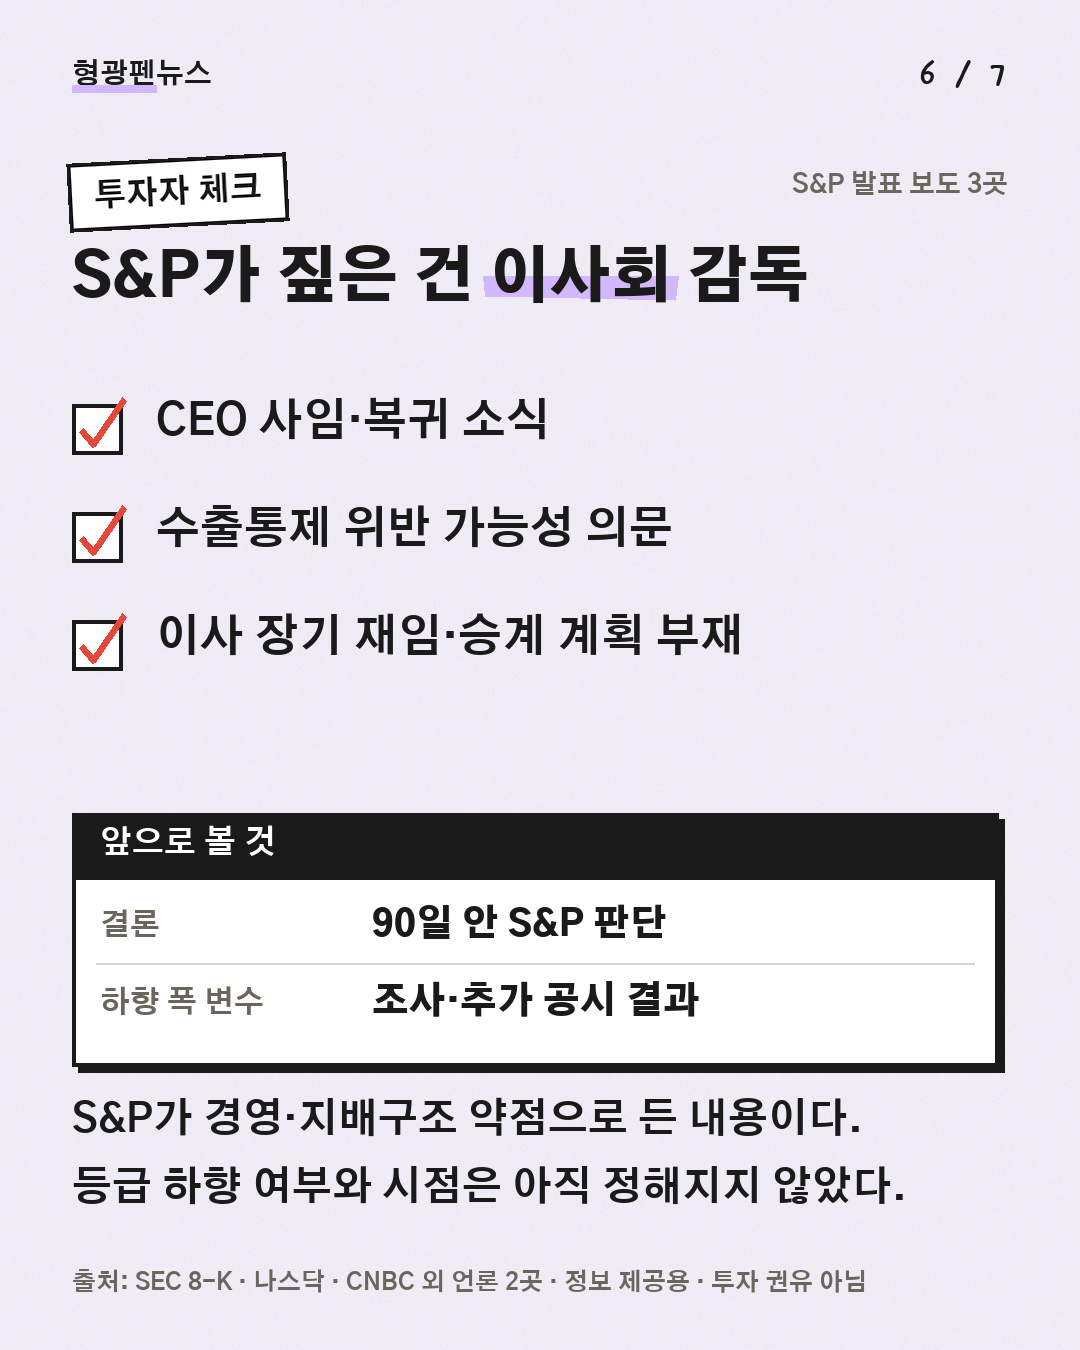 형광펜뉴스
6 / 7
투자자 체크
S&P 발표 보도 3곳
S&P가 짚은 건 이사회 감독
CEO 사임·복귀 소식
수출통제 위반 가능성 의문
이사 장기 재임·승계 계획 부재
앞으로 볼 것
결론 90일 안 S&P 판단
하향 폭 변수 조사·추가 공시 결과
S&P가 경영·지배구조 약점으로 든 내용이다.
등급 하향 여부와 시점은 아직 정해지지 않았다.
출처: SEC 8-K · 나스닥 · CNBC 외 언론 2곳 · 정보 제공용 · 투자 권유 아님